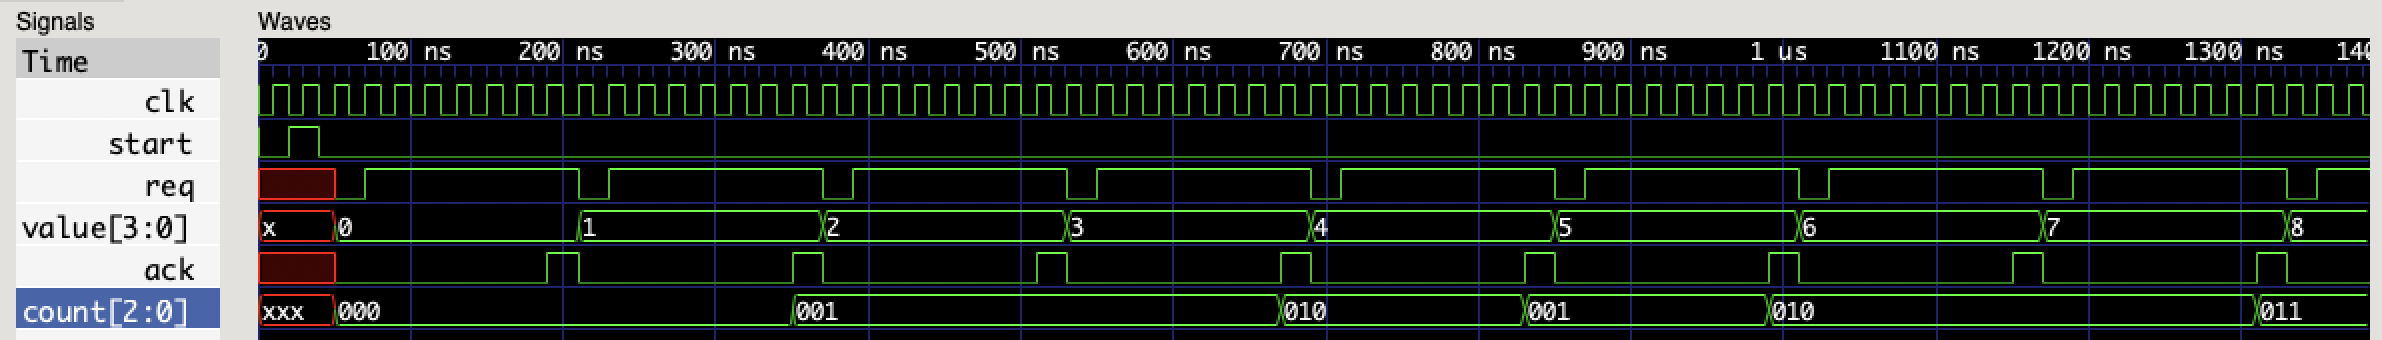 Signals Waves
Time 0 100 ns 200 ns 300 ns 400 ns 500 ns 600 ns 700 ns 800 ns 900 ns 1 us 1100 ns 1200 ns 1300 ns 140
clk
start
req
value[3:0] x 0 1 2 3 4 5 6 7 8
ack
count[2:0] xxx 000 001 010 001 010 011